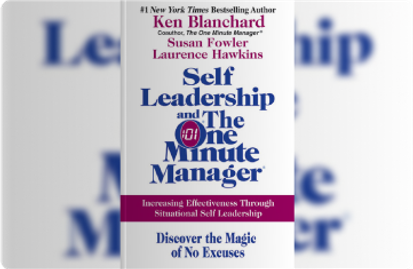 #1 New York Times Bestselling Author
Ken Blanchard
Coauthor, The One Minute Manager®
Susan Fowler
Laurence Hawkins
Self
Leadership
and The
One
:01
Minute
Manager®
Increasing Effectiveness Through
Situational Self Leadership
Discover the Magic
of No Excuses